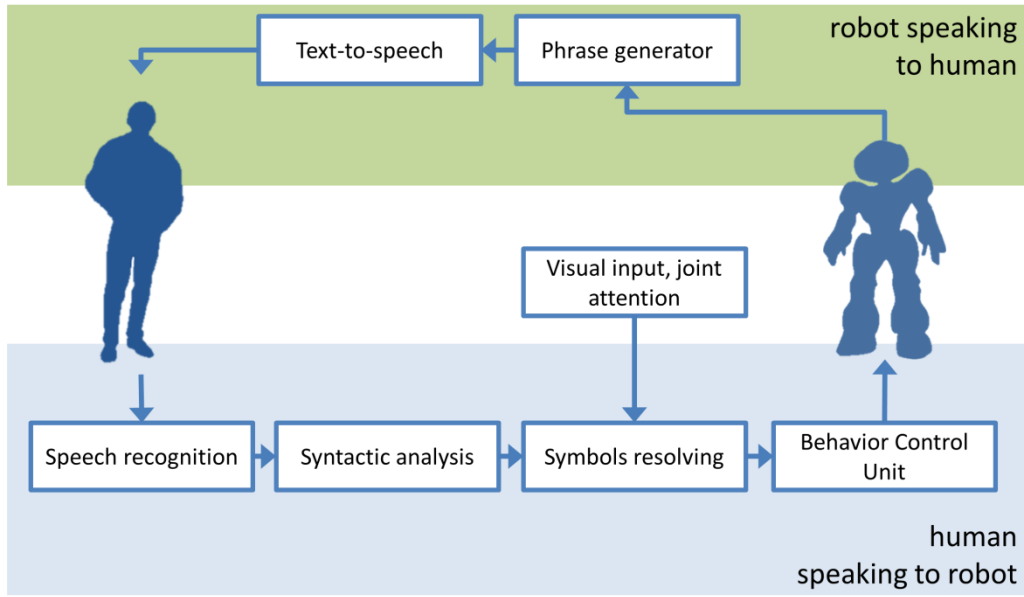 robot speaking
to human
Text-to-speech
Phrase generator
Visual input, joint
attention
Speech recognition
Syntactic analysis
Symbols resolving
Behavior Control
Unit
human
speaking to robot